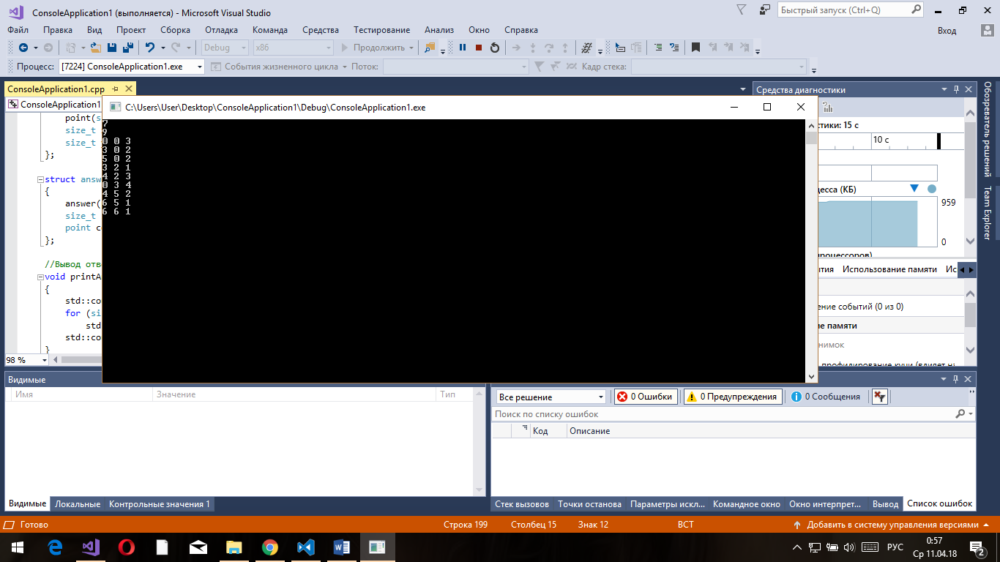 ConsoleApplication1 (выполняется) - Microsoft Visual Studio
Быстрый запуск (Ctrl+Q)
Файл Правка Вид Проект Сборка Отладка Команда Средства Тестирование Анализ Окно Справка Вход
Debug x86 Продолжить
Процесс: [7224] ConsoleApplication1.exe События жизненного цикла Поток: Кадр стека:
ConsoleApplication1.cpp
Средства диагностики
ConsoleApplication1
C:\Users\User\Desktop\ConsoleApplication1\Debug\ConsoleApplication1.exe
point(s
size_t
size_t
};
struct answ
{
answer(
size_t
point c
};
//Вывод отв
void printA
{
std::co
for (si
std
std::co
}
98 %
7
9
0 0 3
3 0 2
5 0 2
3 2 1
4 2 3
0 3 4
4 5 2
6 5 1
6 6 1
стики: 15 с
10 с
цесса (КБ)
959
0
процессоров)
ытия Использование памяти Ис
ение событий (0 из 0)
ие памяти
нимок
Обозреватель решений
Team Explorer
Видимые
Имя Значение Тип
Все решение 0 Ошибки 0 Предупреждения 0 Сообщения
Поиск по списку ошибок
Код Описание
Видимые Локальные Контрольные значения 1
Стек вызовов Точки останова Параметры искл... Командное окно Окно интерпрет... Вывод Список ошибок
Готово Строка 199 Столбец 15 Знак 12 ВСТ Добавить в систему управления версиями
РУС
0:57
Ср 11.04.18
2